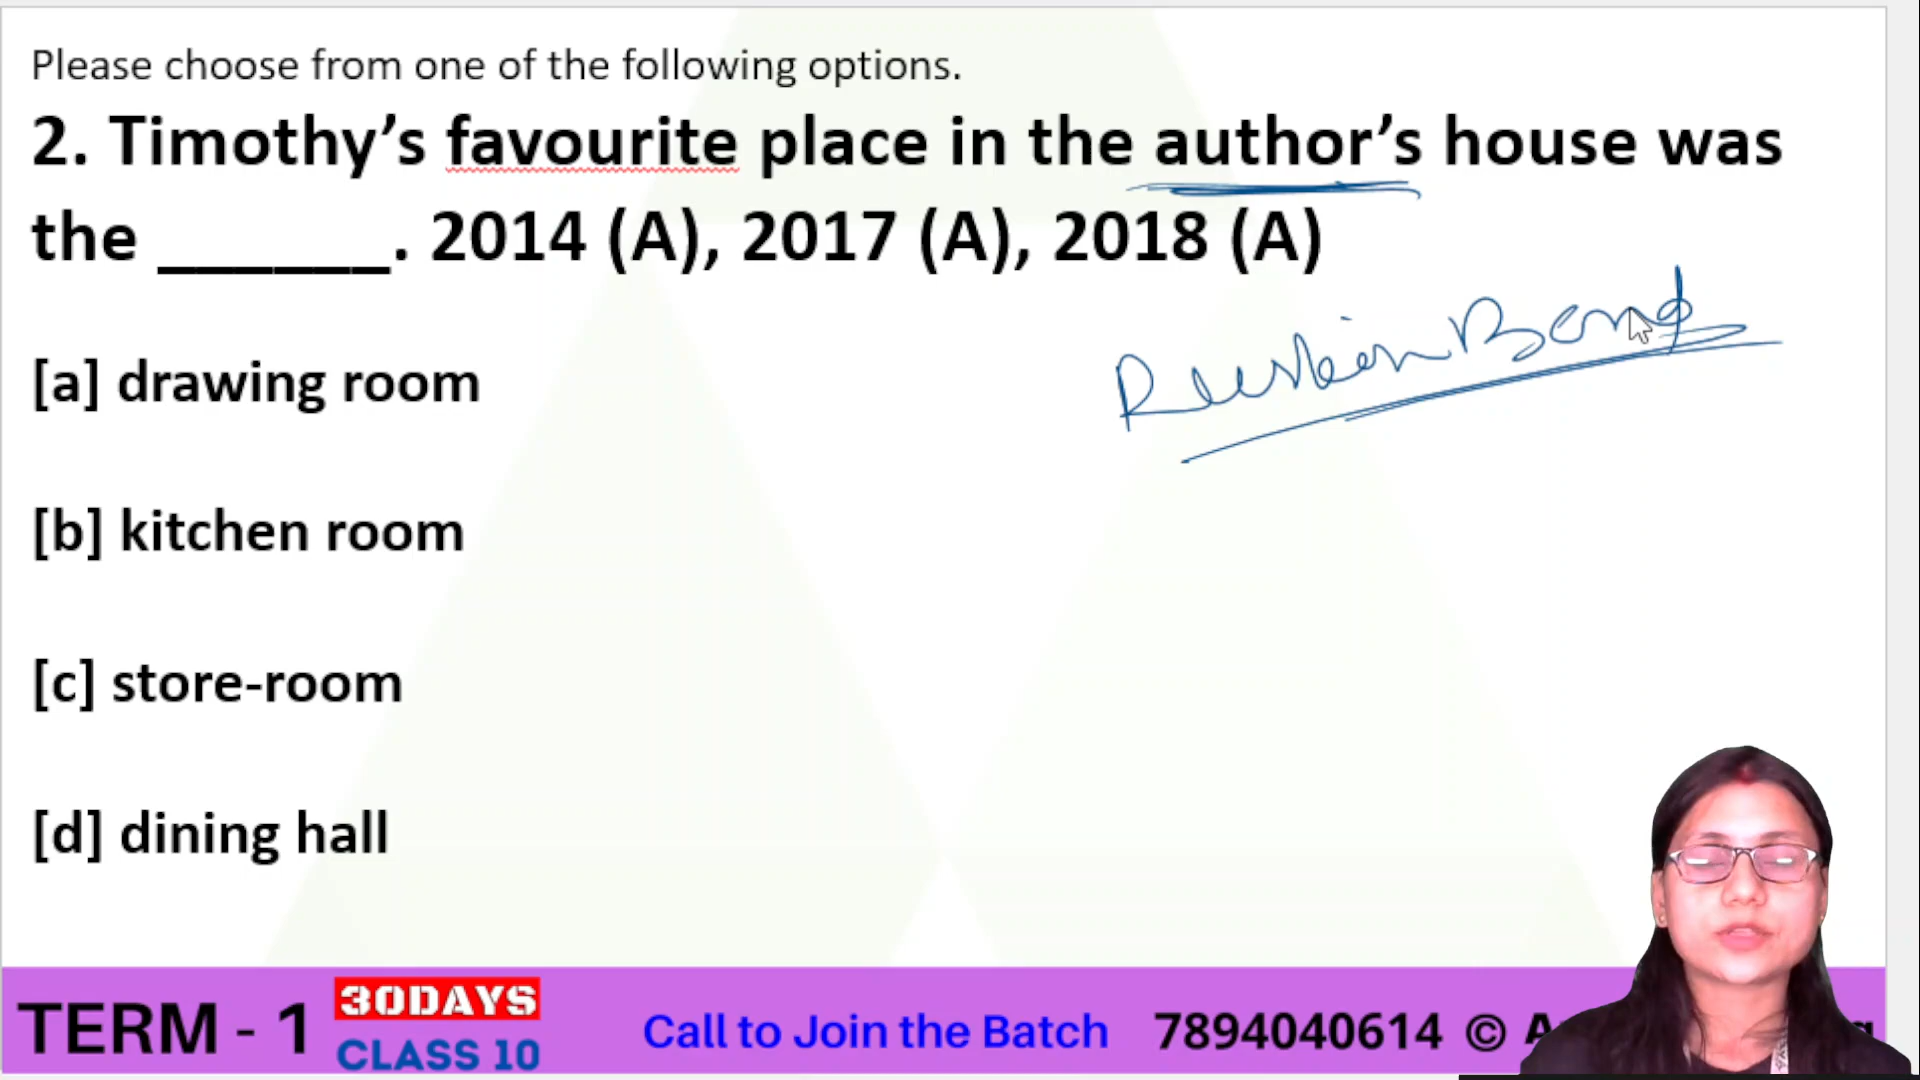 Please choose from one of the following options.
2. Timothy’s favourite place in the author’s house was
the ______. 2014 (A), 2017 (A), 2018 (A)
Ruskin Bond
[a] drawing room
[b] kitchen room
[c] store-room
[d] dining hall
TERM - 1 30DAYS CLASS 10 Call to Join the Batch 7894040614 ©